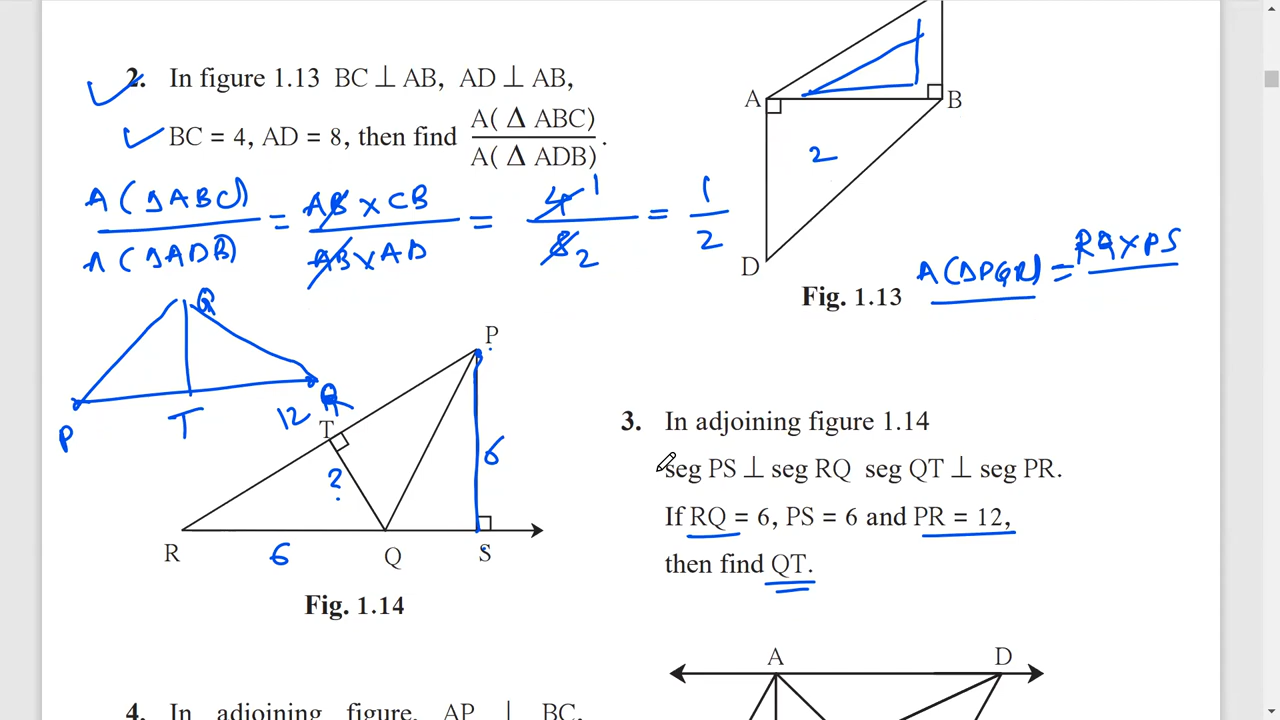 2. In figure 1.13 BC ⊥ AB, AD ⊥ AB,
BC = 4, AD = 8, then find A( Δ ABC) / A( Δ ADB) .
A(ΔABC) / A(ΔADB) = AB × CB / AB × AD = 4 1 / 8 2 = 1 / 2
A
B
2
D
Fig. 1.13
A(ΔPQR) = RQ × PS
Q
P
T
12
P
T
6
?
R
6
Q
S
Fig. 1.14
3. In adjoining figure 1.14
seg PS ⊥ seg RQ seg QT ⊥ seg PR.
If RQ = 6, PS = 6 and PR = 12,
then find QT.
A
D
4. In adjoining figure, AP ⊥ BC,